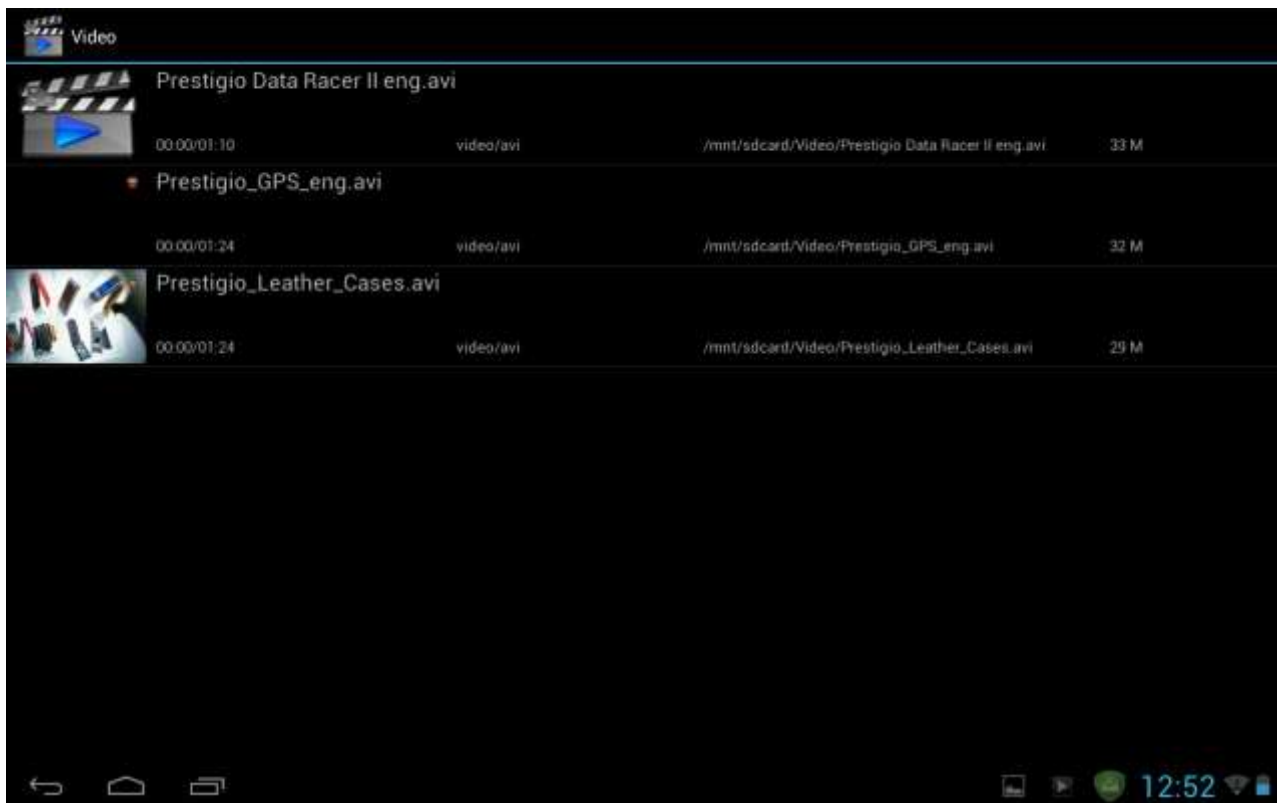 Video
Prestigio Data Racer II eng.avi
00:00/01:10 video/avi /mnt/sdcard/Video/Prestigio Data Racer II eng.avi 33 M
Prestigio_GPS_eng.avi
00:00/01:24 video/avi /mnt/sdcard/Video/Prestigio_GPS_eng.avi 32 M
Prestigio_Leather_Cases.avi
00:00/01:24 video/avi /mnt/sdcard/Video/Prestigio_Leather_Cases.avi 29 M
12:52